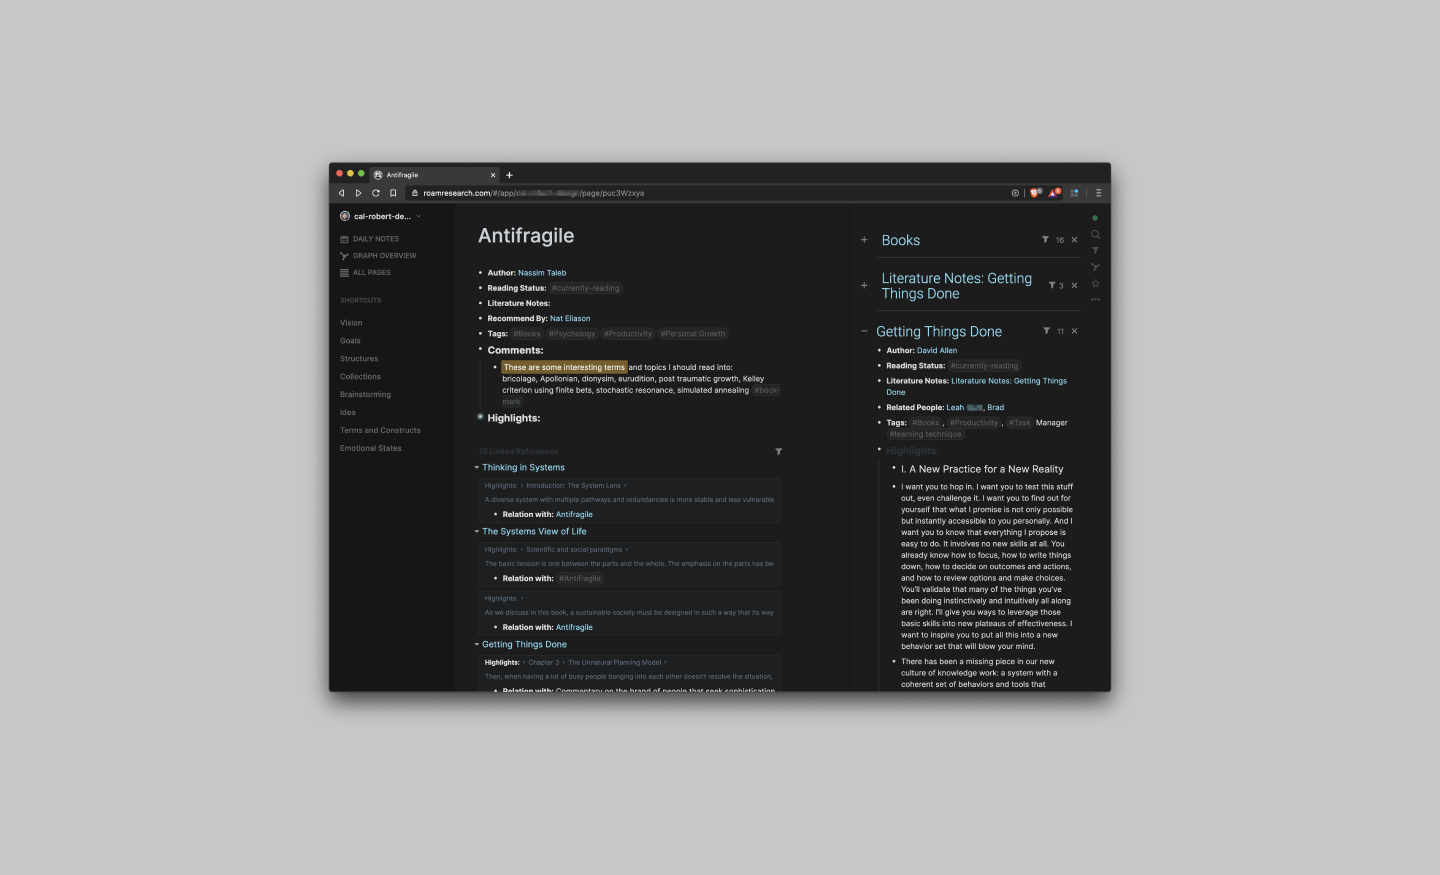 Antifragile
roamresearch.com/#/app/
/page/puc3Wzxya
cal-robert-de...
DAILY NOTES
GRAPH OVERVIEW
ALL PAGES
SHORTCUTS
Vision
Goals
Structures
Collections
Brainstorming
Idea
Terms and Constructs
Emotional States
Antifragile
Author: Nassim Taleb
Reading Status: #currently-reading
Literature Notes:
Recommend By: Nat Eliason
Tags: #Books #Psychology #Productivity #Personal Growth
Comments:
These are some interesting terms and topics I should read into:
bricolage, Apollonian, dionysim, eurudition, post traumatic growth, Kelley
criterion using finite bets, stochastic resonance, simulated annealing #book-
mark
Highlights:
Linked References
Thinking in Systems
Highlights: › Introduction: The System Lens ›
A diverse system with multiple pathways and redundancies is more stable and less vulnerable
Relation with: Antifragile
The Systems View of Life
Highlights: › Scientific and social paradigms ›
The basic tension is one between the parts and the whole. The emphasis on the parts has be
Relation with: #Antifragile
Highlights: ›
As we discuss in this book, a sustainable society must be designed in such a way that its way
Relation with: Antifragile
Getting Things Done
Highlights: › Chapter 3 › The Unnatural Planning Model ›
Then, when having a lot of busy people banging into each other doesn't resolve the situation,
Relation with: Commentary on the brand of people that seek sophistication
Books
16
Literature Notes: Getting
Things Done
3
Getting Things Done
11
Author: David Allen
Reading Status: #currently-reading
Literature Notes: Literature Notes: Getting Things
Done
Related People: Leah , Brad
Tags: #Books , #Productivity , #Task Manager
#learning technique
Highlights:
I. A New Practice for a New Reality
I want you to hop in. I want you to test this stuff
out, even challenge it. I want you to find out for
yourself that what I promise is not only possible
but instantly accessible to you personally. And I
want you to know that everything I propose is
easy to do. It involves no new skills at all. You
already know how to focus, how to write things
down, how to decide on outcomes and actions,
and how to review options and make choices.
You'll validate that many of the things you've
been doing instinctively and intuitively all along
are right. I'll give you ways to leverage those
basic skills into new plateaus of effectiveness. I
want to inspire you to put all this into a new
behavior set that will blow your mind.
There has been a missing piece in our new
culture of knowledge work: a system with a
coherent set of behaviors and tools that